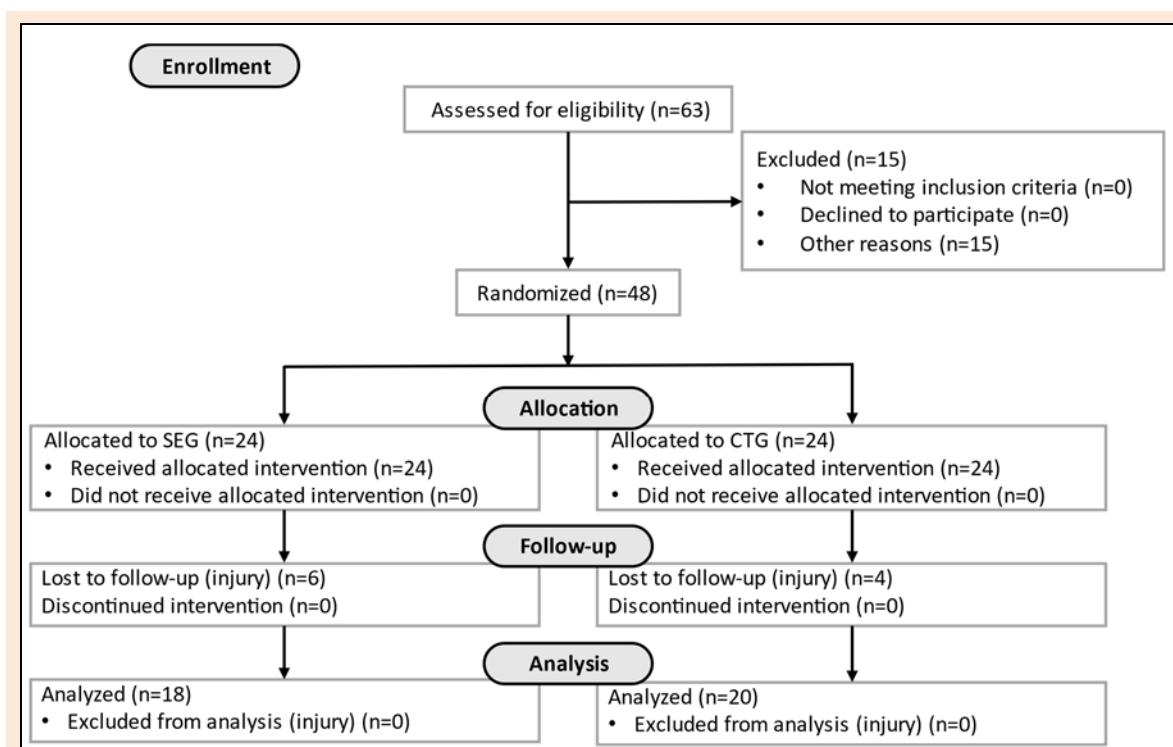 Enrollment
Assessed for eligibility (n=63)
Excluded (n=15)
• Not meeting inclusion criteria (n=0)
• Declined to participate (n=0)
• Other reasons (n=15)
Randomized (n=48)
Allocation
Allocated to SEG (n=24)
• Received allocated intervention (n=24)
• Did not receive allocated intervention (n=0)
Allocated to CTG (n=24)
• Received allocated intervention (n=24)
• Did not receive allocated intervention (n=0)
Follow-up
Lost to follow-up (injury) (n=6)
Discontinued intervention (n=0)
Lost to follow-up (injury) (n=4)
Discontinued intervention (n=0)
Analysis
Analyzed (n=18)
• Excluded from analysis (injury) (n=0)
Analyzed (n=20)
• Excluded from analysis (injury) (n=0)